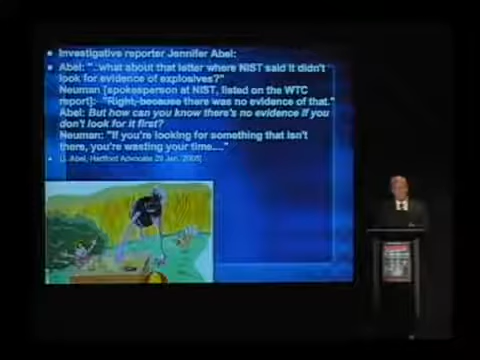 Investigative reporter Jennifer Abel:
Abel: "..what about that letter where NIST said it didn't
look for evidence of explosives?"
Neuman [spokesperson at NIST, listed on the WTC
report]: "Right, because there was no evidence of that."
Abel: But how can you know there's no evidence if you
don't look for it first?
Neuman: "If you're looking for something that isn't
there, you're wasting your time...."
[J. Abel, Hartford Advocate 29 Jan. 2008]